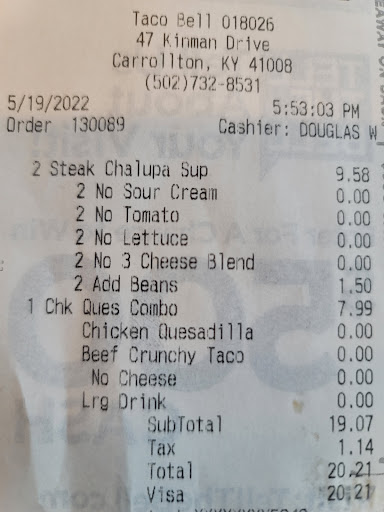 Taco Bell 018026
47 Kinman Drive
Carrollton, KY 41008
(502)732-8531
5/19/2022 5:53:03 PM
Order 130089 Cashier: DOUGLAS W
2 Steak Chalupa Sup 9.58
2 No Sour Cream 0.00
2 No Tomato 0.00
2 No Lettuce 0.00
2 No 3 Cheese Blend 0.00
2 Add Beans 1.50
1 Chk Ques Combo 7.99
Chicken Quesadilla 0.00
Beef Crunchy Taco 0.00
No Cheese 0.00
Lrg Drink 0.00
SubTotal 19.07
Tax 1.14
Total 20.21
Visa 20.21